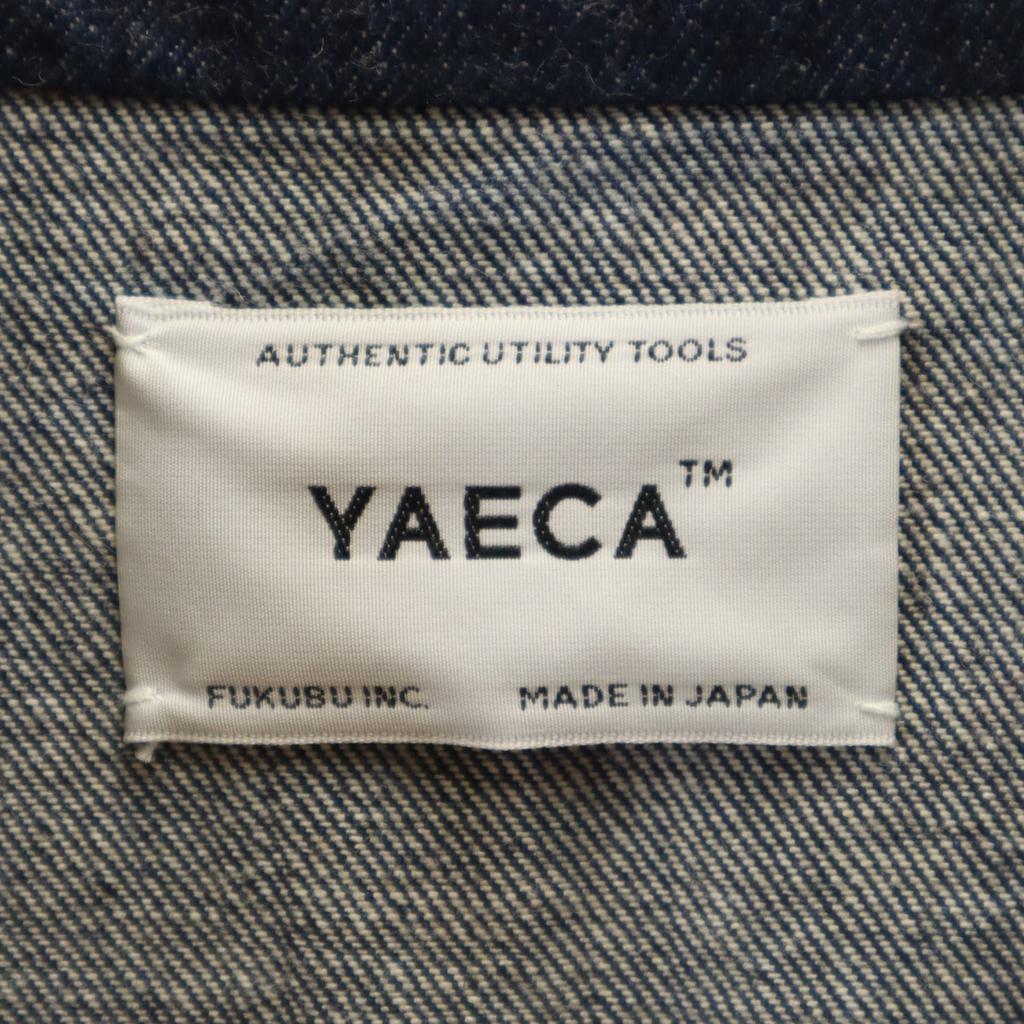 AUTHENTIC UTILITY TOOLS
YAECA™
FUKUBU INC. MADE IN JAPAN